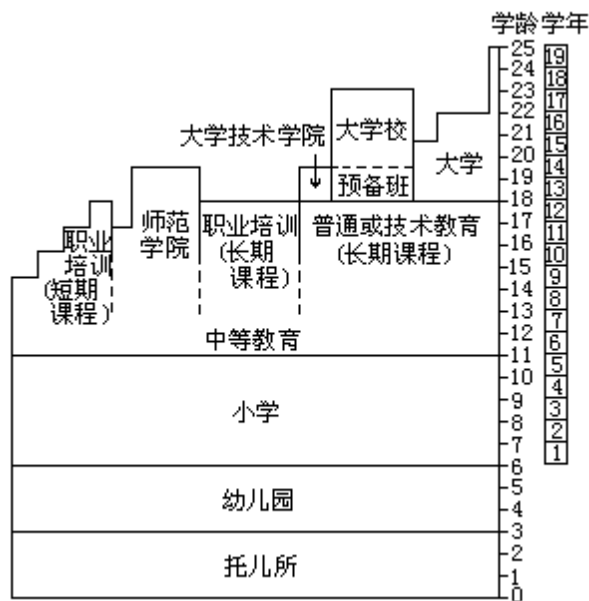 学龄 学年
25
24
23
22
21
20
19
18
17
16
15
14
13
12
11
10
9
8
7
6
5
4
3
2
1
0
19
18
17
16
15
14
13
12
11
10
9
8
7
6
5
4
3
2
1
大学技术学院
大学校
预备班
大学
职业
培训
(短期
课程)
师范
学院
职业培训
(长期
课程)
普通或技术教育
(长期课程)
中等教育
小学
幼儿园
托儿所